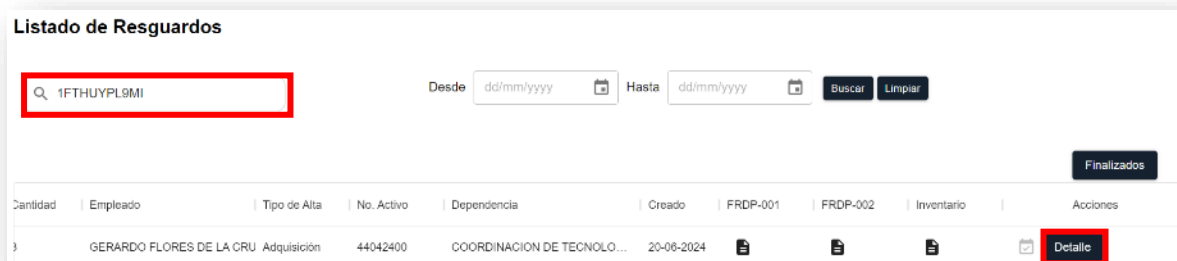 Listado de Resguardos
1FTHUYPL9MI Desde dd/mm/yyyy Hasta dd/mm/yyyy Buscar Limpiar
Finalizados
Cantidad Empleado Tipo de Alta No. Activo Dependencia Creado FRDP-001 FRDP-002 Inventario Acciones
GERARDO FLORES DE LA CRU Adquisición 44042400 COORDINACION DE TECNOLO... 20-06-2024 Detalle